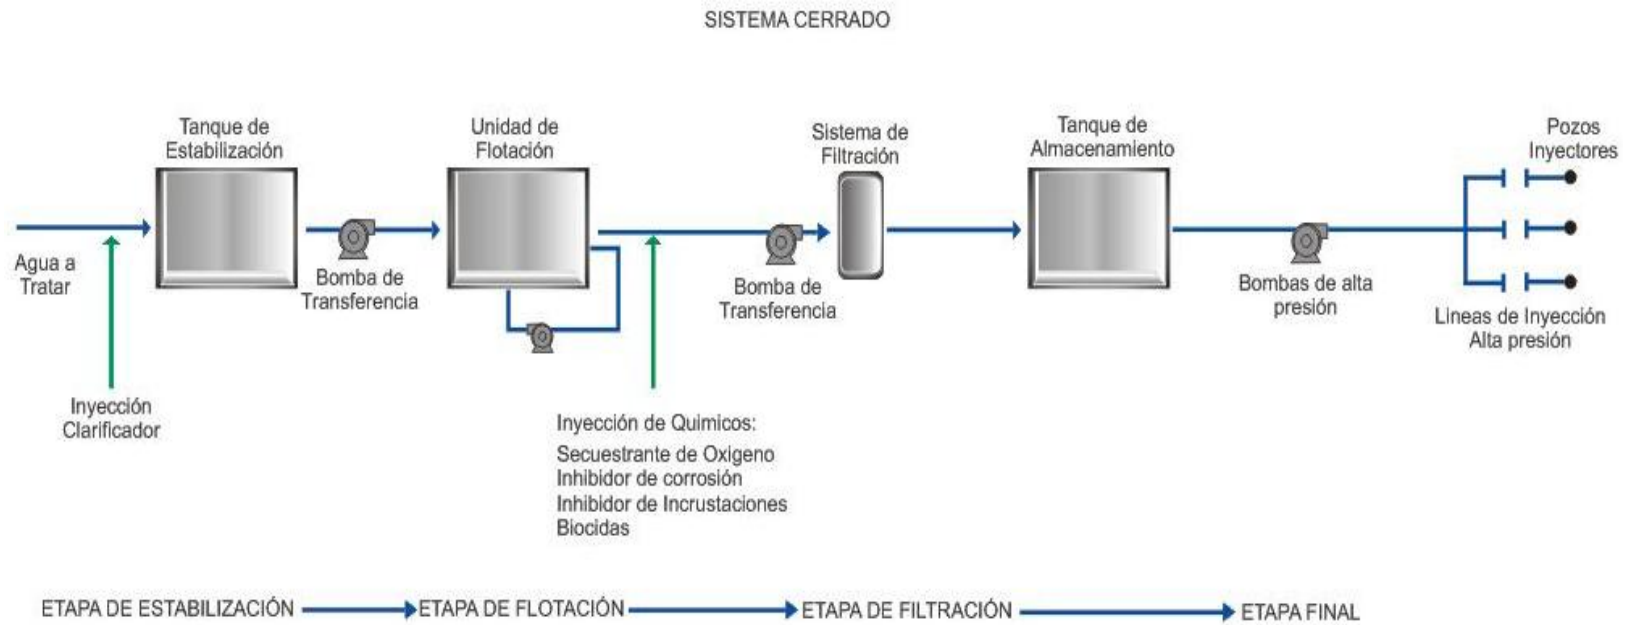 SISTEMA CERRADO
Tanque de
Estabilización
Unidad de
Flotación
Sistema de
Filtración
Tanque de
Almacenamiento
Pozos
Inyectores
Agua a
Tratar
Bomba de
Transferencia
Bomba de
Transferencia
Bombas de alta
presión
Lineas de Inyección
Alta presión
Inyección
Clarificador
Inyección de Quimicos:
Secuestrante de Oxigeno
Inhibidor de corrosión
Inhibidor de Incrustaciones
Biocidas
ETAPA DE ESTABILIZACIÓN
ETAPA DE FLOTACIÓN
ETAPA DE FILTRACIÓN
ETAPA FINAL